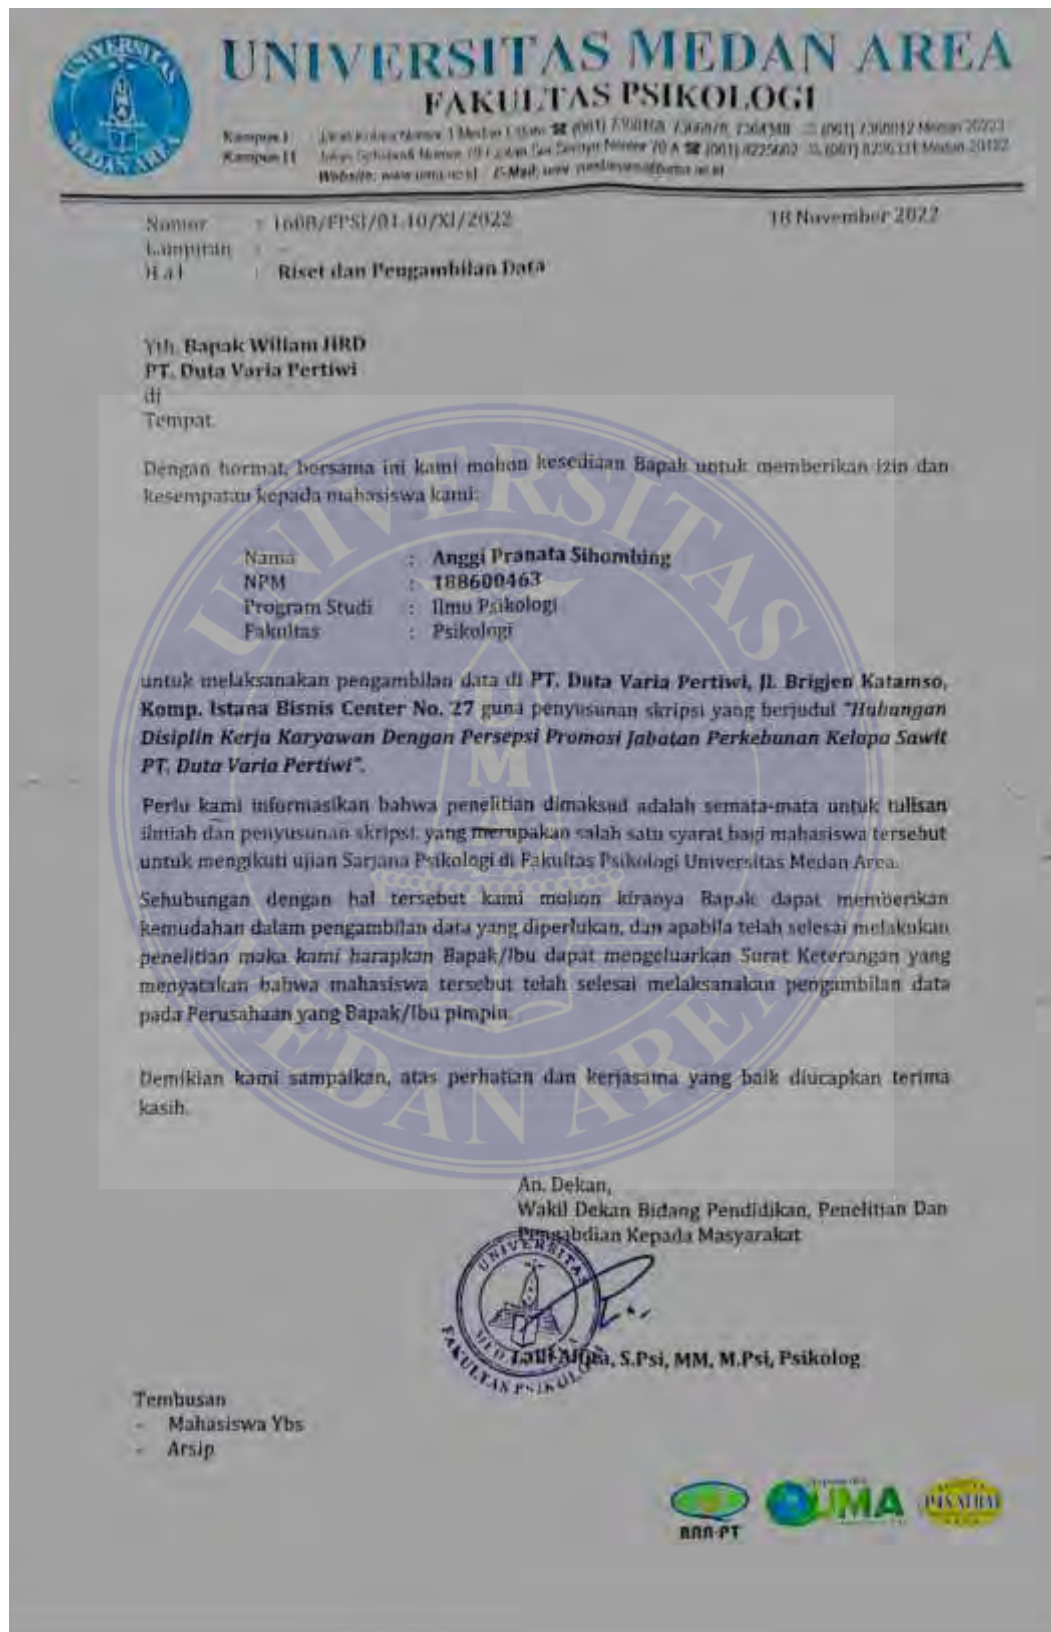 UNIVERSITAS MEDAN AREA
FAKULTAS PSIKOLOGI
Kampus I
Kampus II
Website: www.uma.ac.id E-Mail:
Nomor : /FPSI/01.10/XI/2022 18 November 2022
Lampiran : -
Hal : Riset dan Pengambilan Data
Yth. Bapak Wiliam HRD
PT. Duta Varia Pertiwi
di
Tempat
Dengan hormat, bersama ini kami mohon kesediaan Bapak untuk memberikan izin dan
kesempatan kepada mahasiswa kami:
Nama : Anggi Pranata Sihombing
NPM : 188600463
Program Studi : Ilmu Psikologi
Fakultas : Psikologi
untuk melaksanakan pengambilan data di PT. Duta Varia Pertiwi, Jl. Brigjen Katamso,
Komp. Istana Bisnis Center No. 27 guna penyusunan skripsi yang berjudul "Hubungan
Disiplin Kerja Karyawan Dengan Persepsi Promosi Jabatan Perkebunan Kelapa Sawit
PT. Duta Varia Pertiwi".
Perlu kami informasikan bahwa penelitian dimaksud adalah semata-mata untuk tulisan
ilmiah dan penyusunan skripsi, yang merupakan salah satu syarat bagi mahasiswa tersebut
untuk mengikuti ujian Sarjana Psikologi di Fakultas Psikologi Universitas Medan Area.
Sehubungan dengan hal tersebut kami mohon kiranya Bapak dapat memberikan
kemudahan dalam pengambilan data yang diperlukan, dan apabila telah selesai melakukan
penelitian maka kami harapkan Bapak/Ibu dapat mengeluarkan Surat Keterangan yang
menyatakan bahwa mahasiswa tersebut telah selesai melaksanakan pengambilan data
pada Perusahaan yang Bapak/Ibu pimpin.
Demikian kami sampaikan, atas perhatian dan kerjasama yang baik diucapkan terima
kasih.
An. Dekan,
Wakil Dekan Bidang Pendidikan, Penelitian Dan
Pengabdian Kepada Masyarakat
UNIVERSITAS MEDAN AREA
FAKULTAS PSIKOLOGI
S.Psi, MM, M.Psi, Psikolog
Tembusan
- Mahasiswa Ybs
- Arsip
BAN-PT
UMA